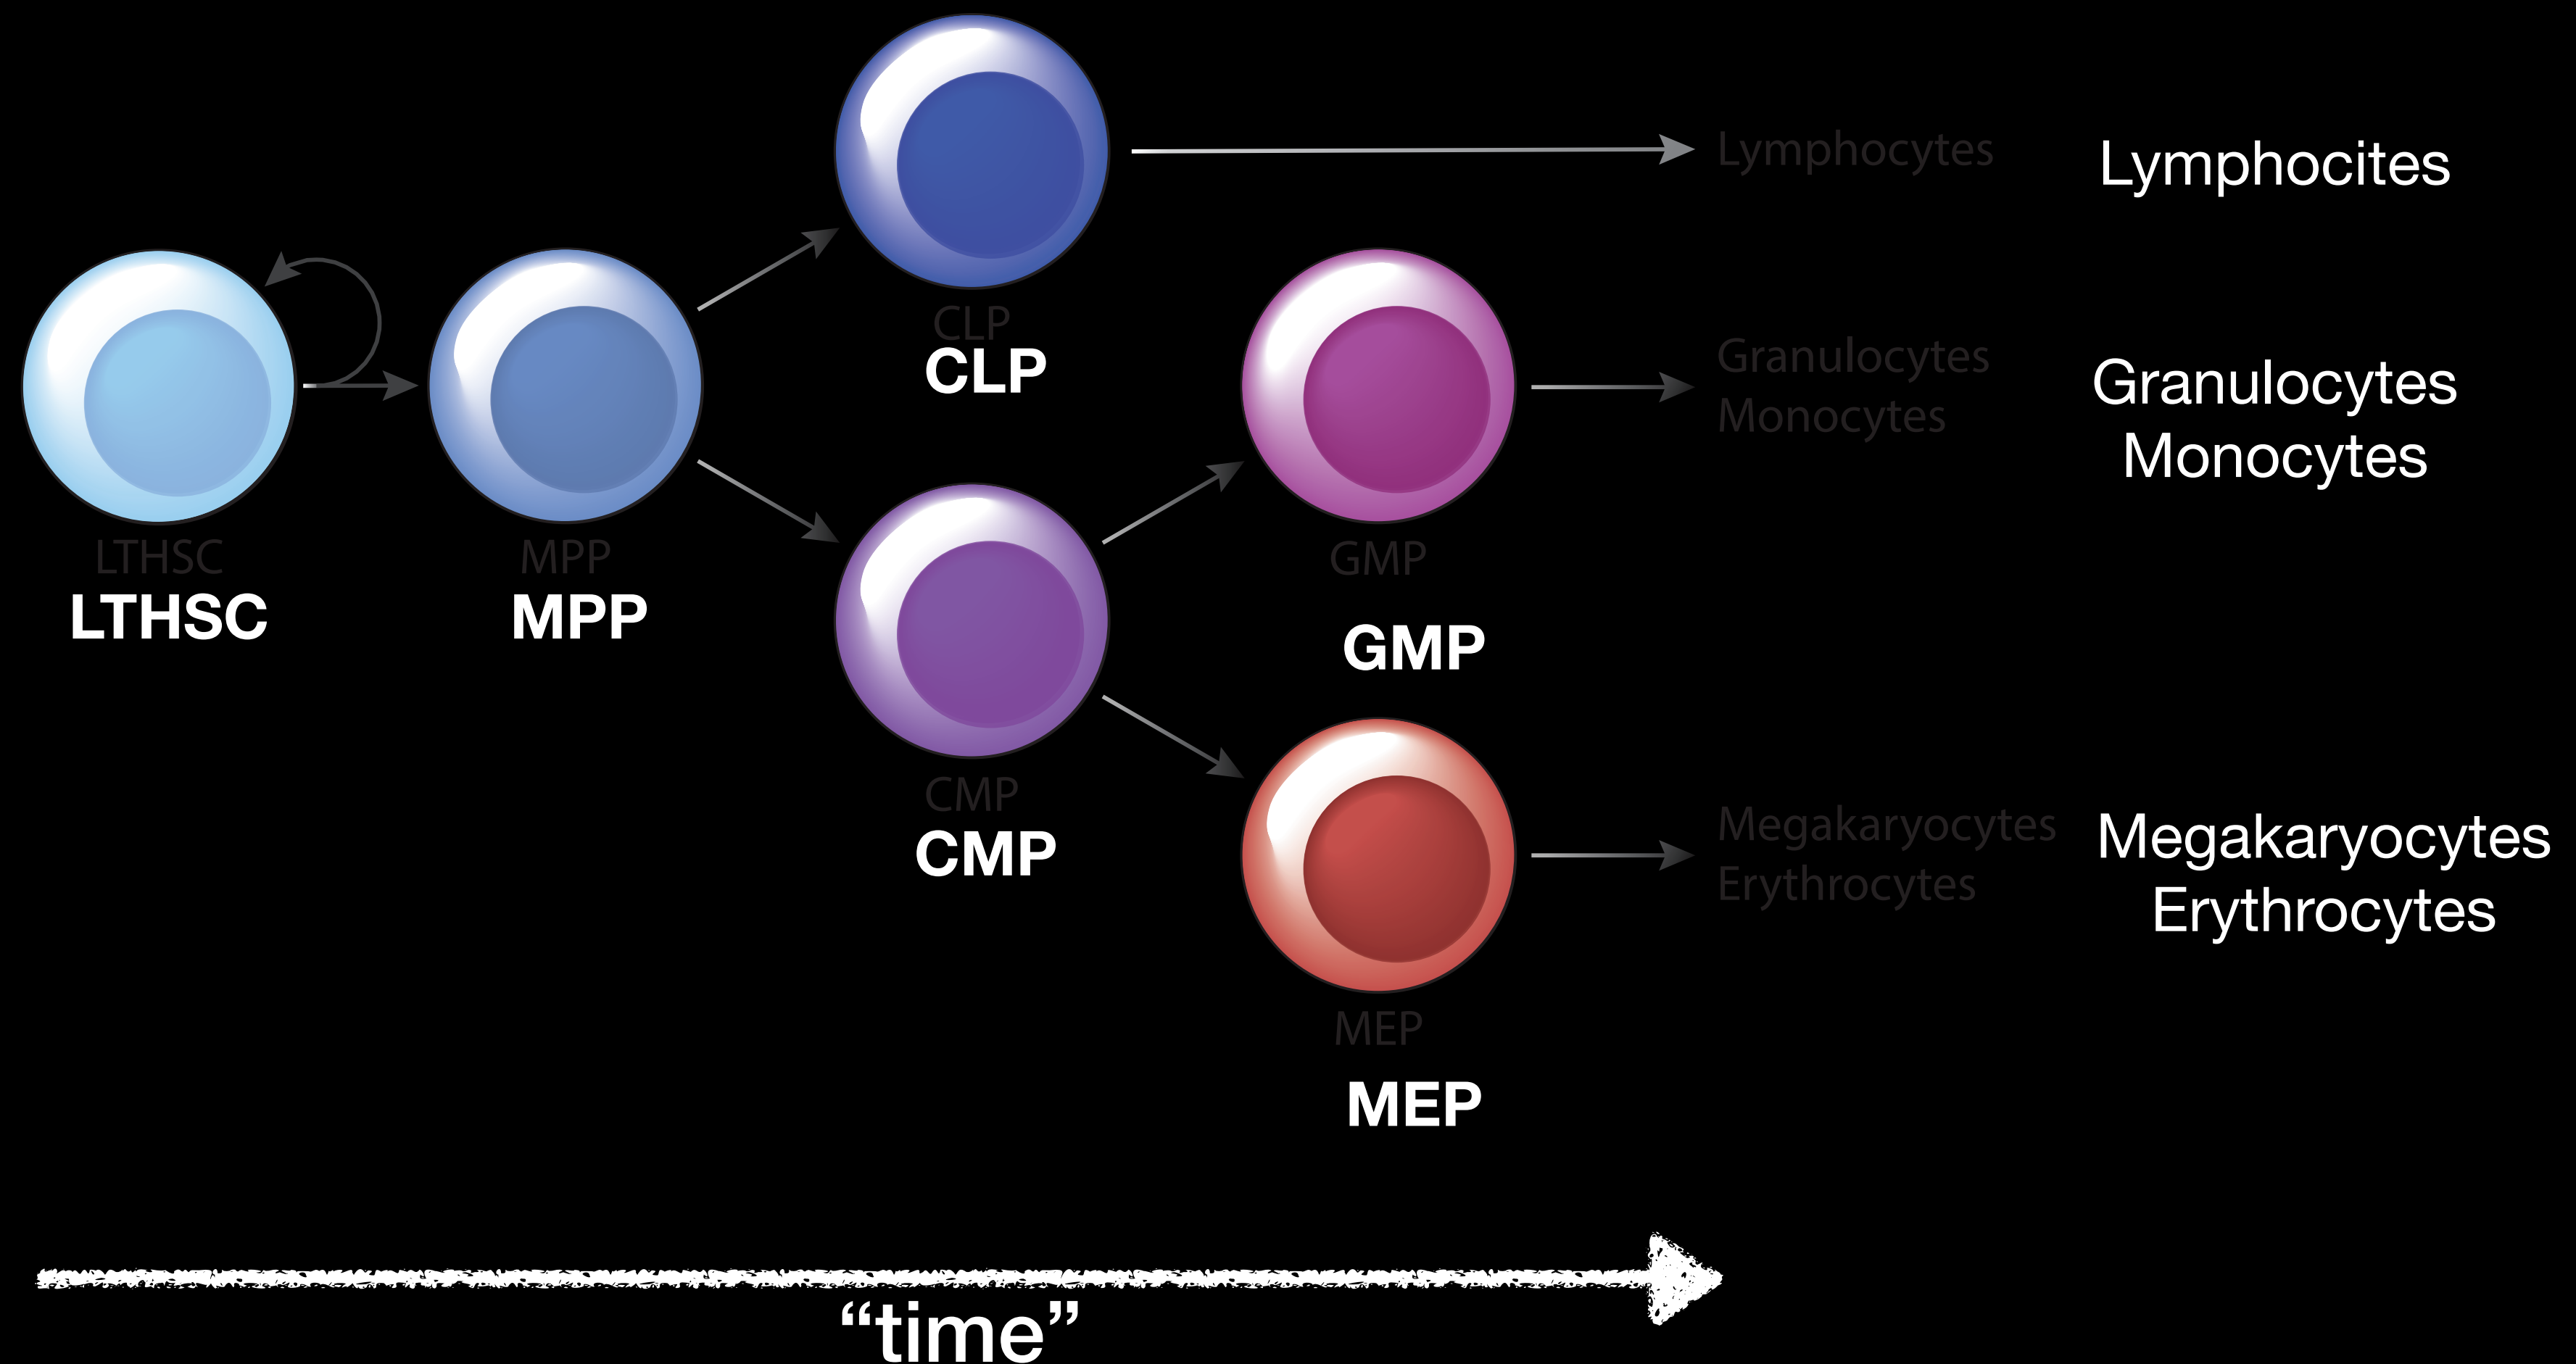 Lymphocytes
Lymphocites
CLP
CLP
Granulocytes
Monocytes
Granulocytes
Monocytes
LTHSC
LTHSC
MPP
MPP
GMP
GMP
CMP
CMP
Megakaryocytes
Erythrocytes
Megakaryocytes
Erythrocytes
MEP
MEP
“time”